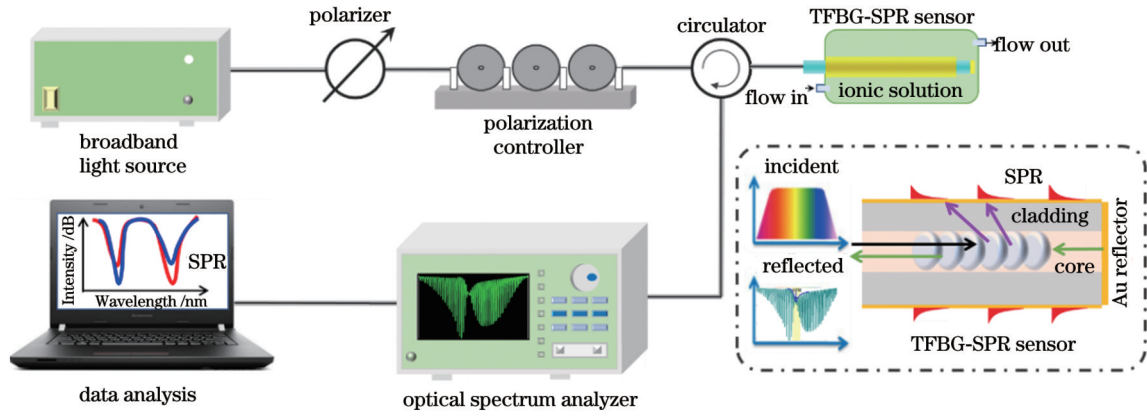 polarizer
circulator
TFBG-SPR sensor
flow out
flow in
ionic solution
broadband
light source
polarization
controller
Intensity /dB
SPR
Wavelength /nm
data analysis
optical spectrum analyzer
incident
reflected
SPR
cladding
core
Au reflector
TFBG-SPR sensor